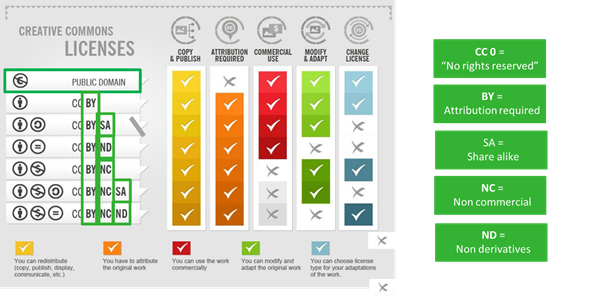 CREATIVE COMMONS
LICENSES
COPY
& PUBLISH
ATTRIBUTION
REQUIRED
COMMERCIAL
USE
MODIFY
& ADAPT
CHANGE
LICENSE
PUBLIC DOMAIN
CC BY
CC BY SA
CC BY ND
CC BY NC
CC BY NC SA
CC BY NC ND
You can redistribute
(copy, publish, display,
communicate, etc.)
You have to attribute
the original work
You can use the work
commercially
You can modify and
adapt the original work
You can choose license
type for your adaptations
of the work.
CC 0 =
“No rights reserved”
BY =
Attribution required
SA =
Share alike
NC =
Non commercial
ND =
Non derivatives